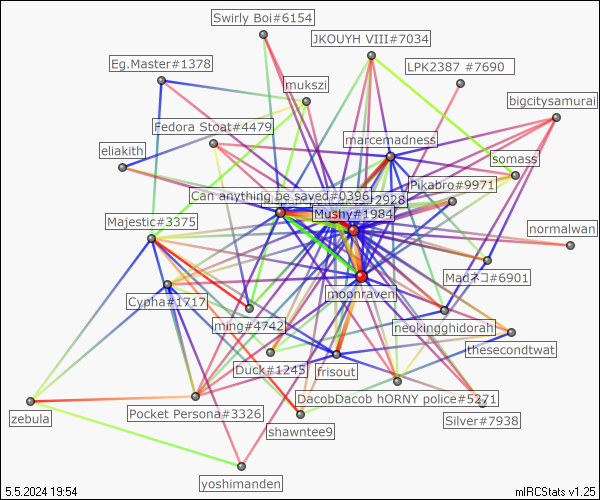 Swirly Boi#6154
JKOUYH VIII#7034
Eg.Master#1378
LPK2387 #7690
mukszi
bigcitysamurai
Fedora Stoat#4479
marcemadness
eliakith
somass
Pikabro#9971
Can anything be saved#0396
2928
Mushy#1984
Majestic#3375
normalwan
Madネコ#6901
moonraven
Cypha#1717
ming#4742
neokingghidorah
thesecondtwat
Duck#1245
frisout
DacobDacob hORNY police#5271
Pocket Persona#3326
Silver#7938
zebula
shawntee9
yoshimanden
5.5.2024 19:54
mIRCStats v1.25